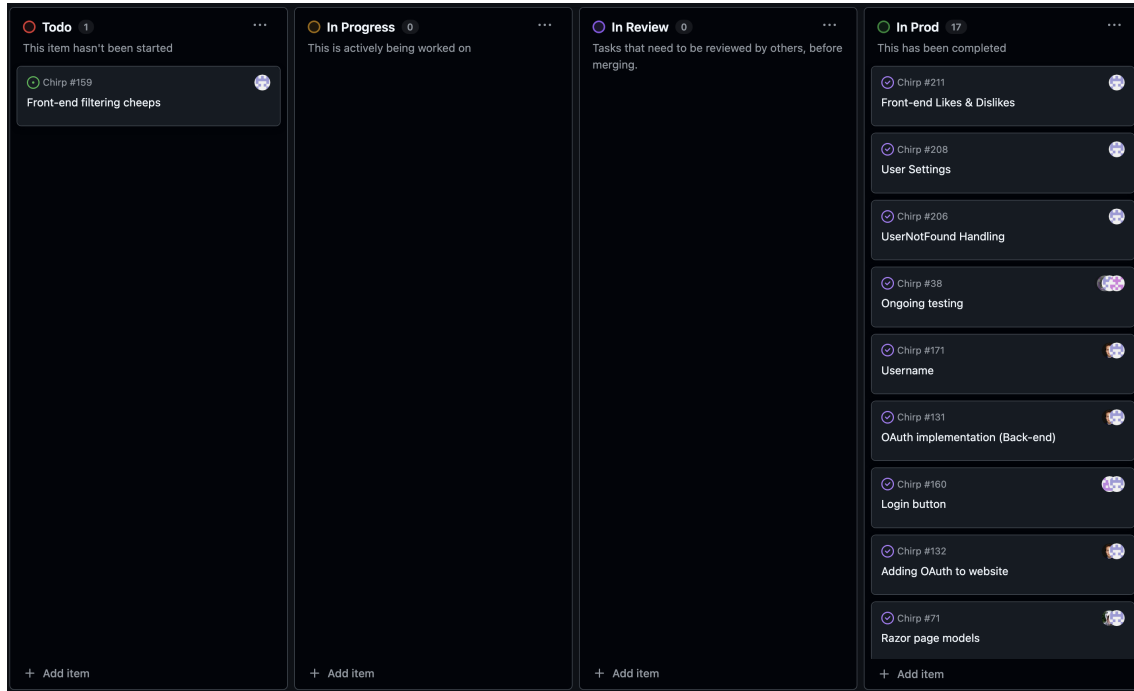 Todo 1
This item hasn't been started
Chirp #159
Front-end filtering cheeps
+ Add item
In Progress 0
This is actively being worked on
+ Add item
In Review 0
Tasks that need to be reviewed by others, before
merging.
+ Add item
In Prod 17
This has been completed
Chirp #211
Front-end Likes & Dislikes
Chirp #208
User Settings
Chirp #206
UserNotFound Handling
Chirp #38
Ongoing testing
Chirp #171
Username
Chirp #131
OAuth implementation (Back-end)
Chirp #160
Login button
Chirp #132
Adding OAuth to website
Chirp #71
Razor page models
+ Add item